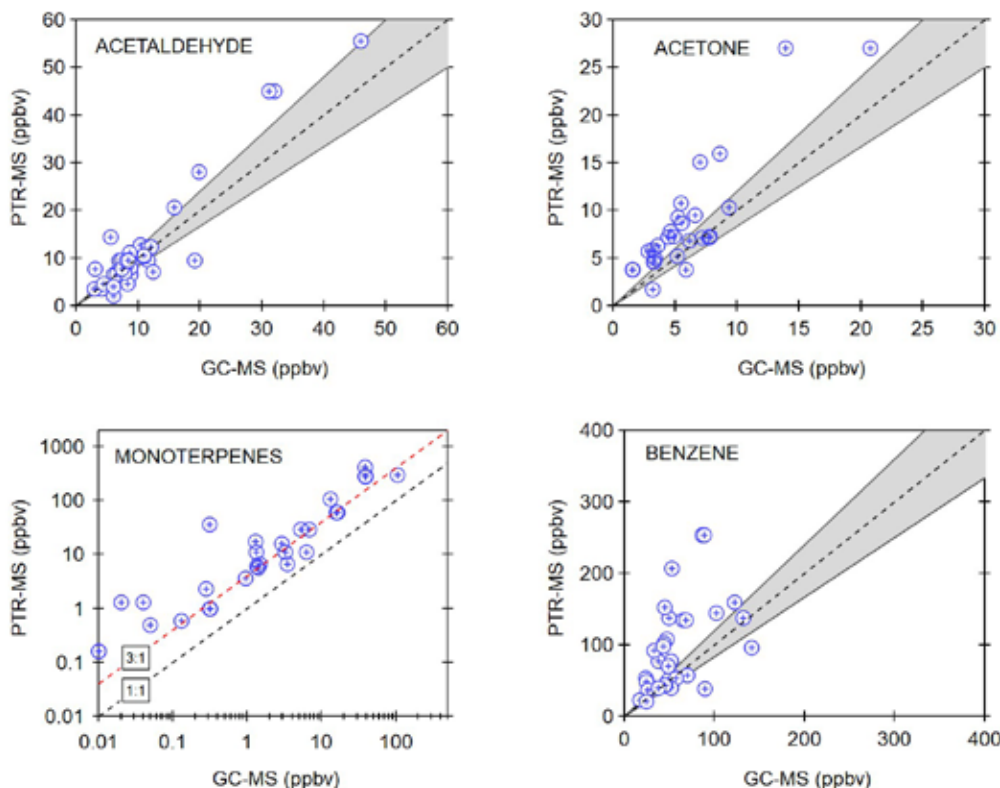 ACETALDEHYDE
60
50
40
30
20
10
0
PTR-MS (ppbv)
0 10 20 30 40 50 60
GC-MS (ppbv)
ACETONE
30
25
20
15
10
5
0
PTR-MS (ppbv)
0 5 10 15 20 25 30
GC-MS (ppbv)
MONOTERPENES
1000
100
10
1
0.1
0.01
PTR-MS (ppbv)
3:1
1:1
0.01 0.1 1 10 100
GC-MS (ppbv)
BENZENE
400
300
200
100
0
PTR-MS (ppbv)
0 100 200 300 400
GC-MS (ppbv)